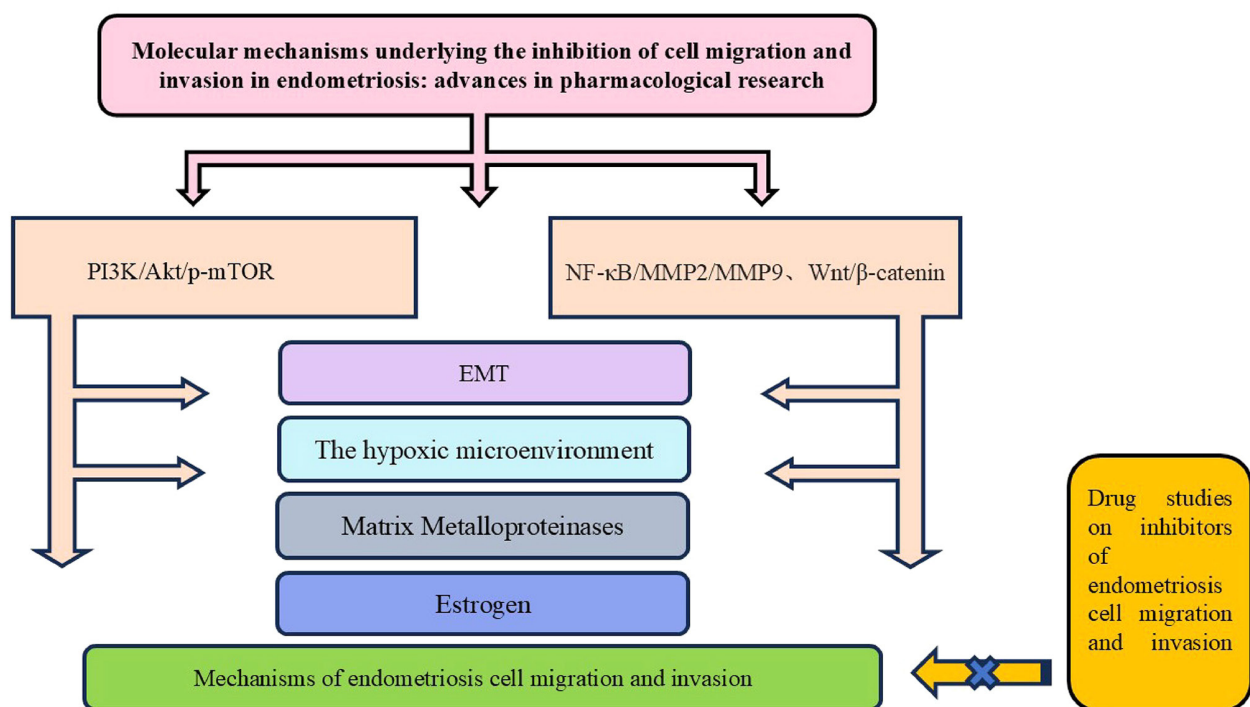 Molecular mechanisms underlying the inhibition of cell migration and
invasion in endometriosis: advances in pharmacological research
PI3K/Akt/p-mTOR
NF-κB/MMP2/MMP9、Wnt/β-catenin
EMT
The hypoxic microenvironment
Matrix Metalloproteinases
Estrogen
Mechanisms of endometriosis cell migration and invasion
Drug studies
on inhibitors
of
endometriosis
cell migration
and invasion